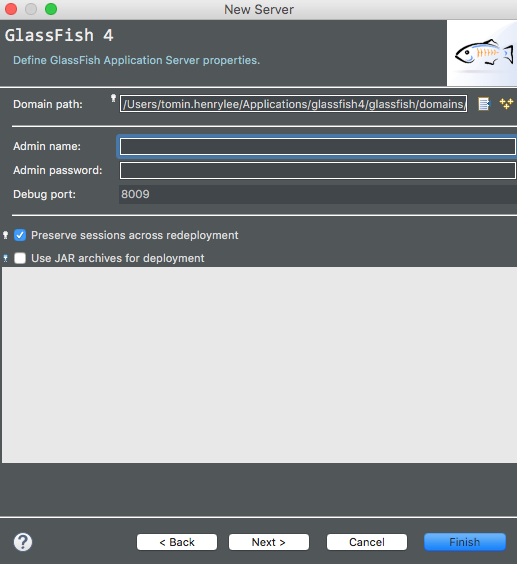 New Server
GlassFish 4
Define GlassFish Application Server properties.
Domain path: /Users/tomin.henrylee/Applications/glassfish4/glassfish/domains/
Admin name:
Admin password:
Debug port: 8009
Preserve sessions across redeployment
Use JAR archives for deployment
? < Back Next > Cancel Finish